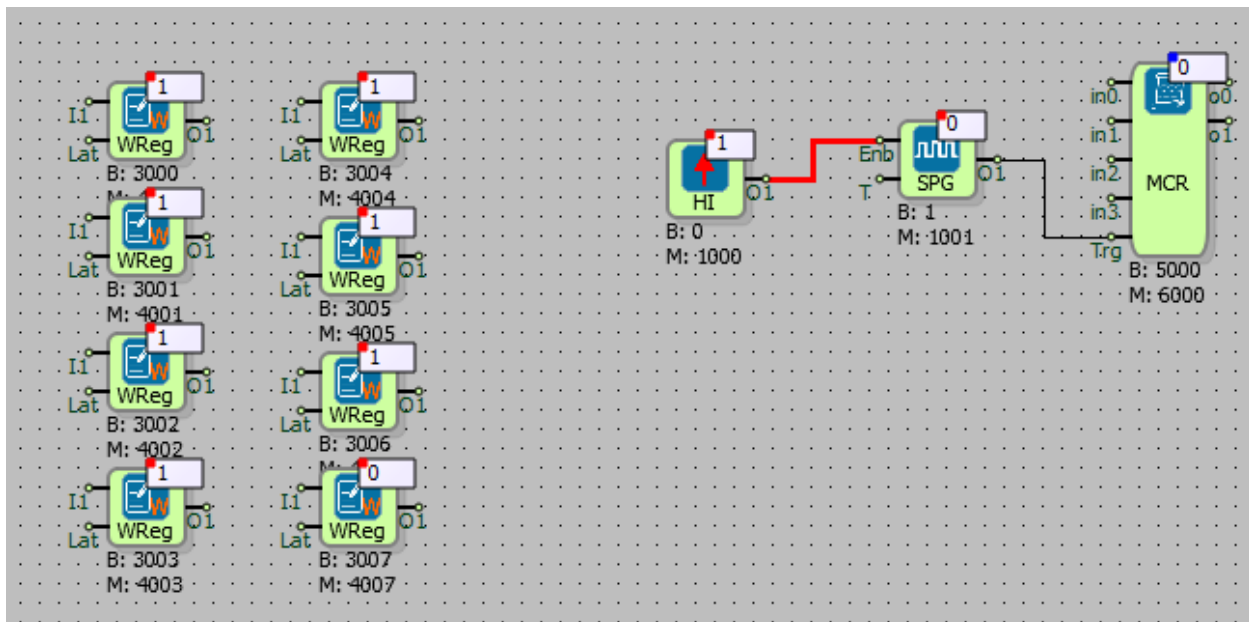 1
I1
O1
Lat
WReg
B: 3000
1
I1
O1
Lat
WReg
B: 3001
M: 4001
1
I1
O1
Lat
WReg
B: 3002
M: 4002
1
I1
O1
Lat
WReg
B: 3003
M: 4003
1
I1
O1
Lat
WReg
B: 3004
M: 4004
1
I1
O1
Lat
WReg
B: 3005
M: 4005
1
I1
O1
Lat
WReg
B: 3006
0
I1
O1
Lat
WReg
B: 3007
M: 4007
1
O1
HI
B: 0
M: 1000
0
Enb
T
O1
SPG
B: 1
M: 1001
0
in0
o0
in1
o1
in2
MCR
in3
Trg
B: 5000
M: 6000